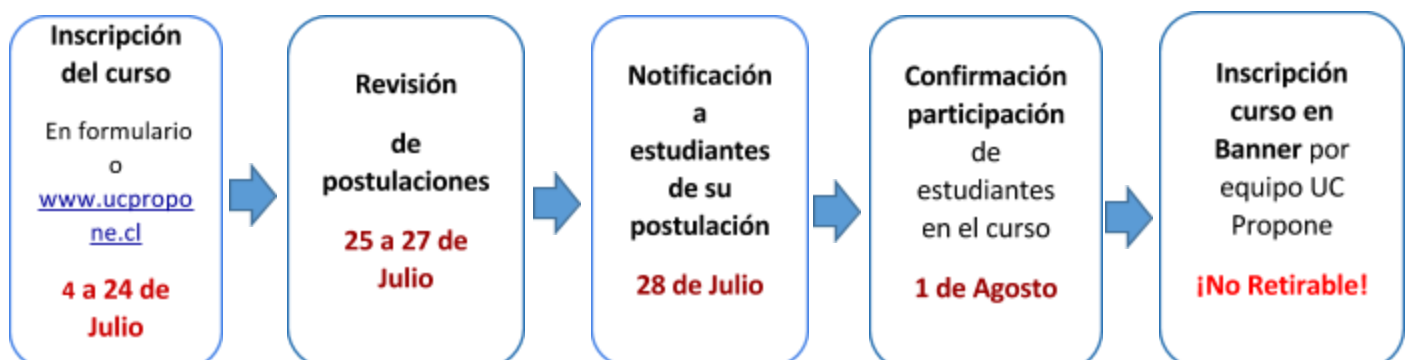 Inscripción
del curso
En formulario
o
www.ucpropo
ne.cl
4 a 24 de
Julio
Revisión
de
postulaciones
25 a 27 de
Julio
Notificación
a
estudiantes
de su
postulación
28 de Julio
Confirmación
participación
de
estudiantes
en el curso
1 de Agosto
Inscripción
curso en
Banner por
equipo UC
Propone
¡No Retirable!